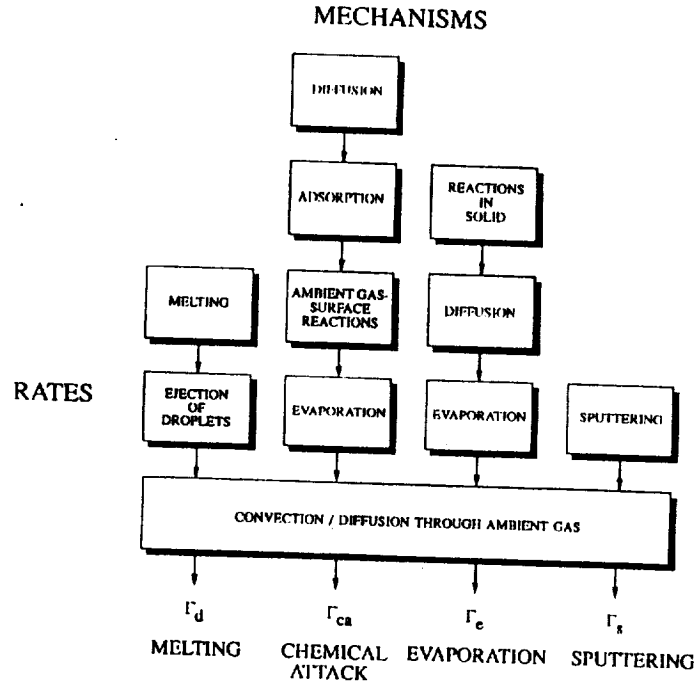 MECHANISMS
DIFFUSION
ADSORPTION
REACTIONS
IN
SOLID
MELTING
AMBIENT GAS-
SURFACE
REACTIONS
DIFFUSION
RATES
EJECTION
OF
DROPLETS
EVAPORATION
EVAPORATION
SPUTTERING
CONVECTION / DIFFUSION THROUGH AMBIENT GAS
Γd
Γca
Γe
Γs
MELTING
CHEMICAL
ATTACK
EVAPORATION
SPUTTERING